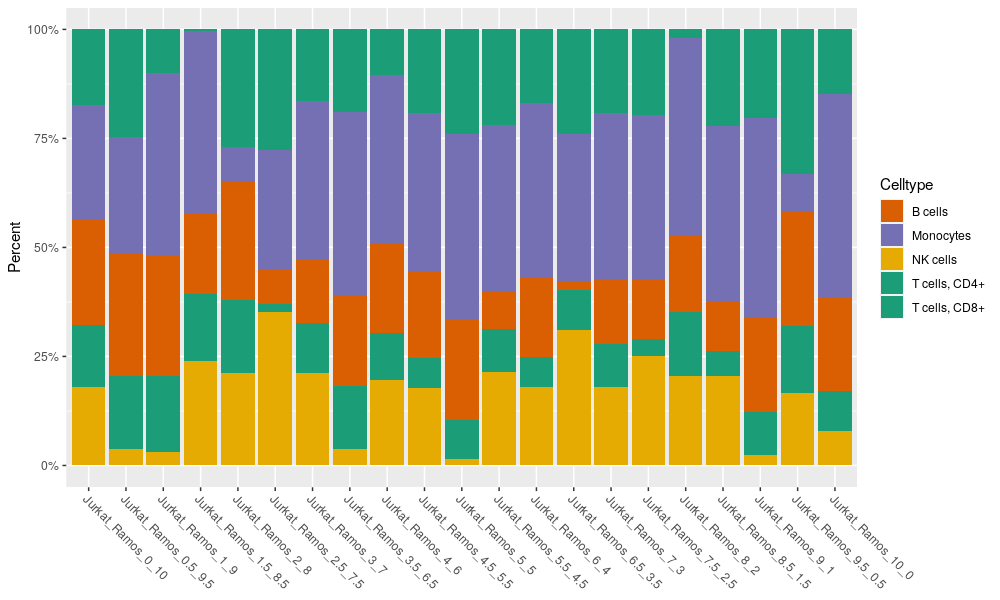 100%
75%
50%
25%
0%
Percent
Jurkat_Ramos_0_10
Jurkat_Ramos_0.5_9.5
Jurkat_Ramos_1_9
Jurkat_Ramos_1.5_8.5
Jurkat_Ramos_2_8
Jurkat_Ramos_2.5_7.5
Jurkat_Ramos_3_7
Jurkat_Ramos_3.5_6.5
Jurkat_Ramos_4_6
Jurkat_Ramos_4.5_5.5
Jurkat_Ramos_5_5
Jurkat_Ramos_5.5_4.5
Jurkat_Ramos_6_4
Jurkat_Ramos_6.5_3.5
Jurkat_Ramos_7_3
Jurkat_Ramos_7.5_2.5
Jurkat_Ramos_8_2
Jurkat_Ramos_8.5_1.5
Jurkat_Ramos_9_1
Jurkat_Ramos_9.5_0.5
Jurkat_Ramos_10_0
Celltype
B cells
Monocytes
NK cells
T cells, CD4+
T cells, CD8+